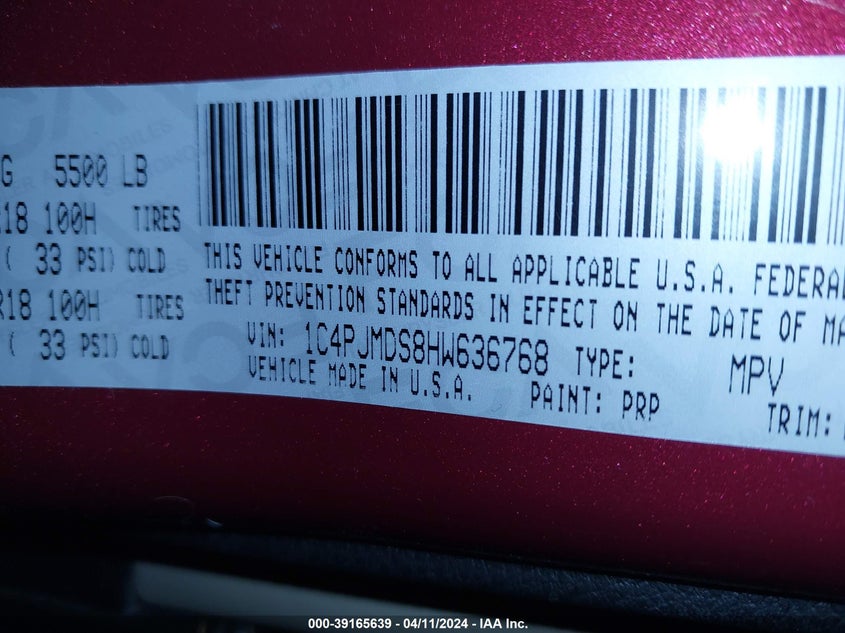 G 5500 LB
R18 100H TIRES
( 33 PSI) COLD
R18 100H TIRES
( 33 PSI) COLD
THIS VEHICLE CONFORMS TO ALL APPLICABLE U.S.A. FEDERAL
THEFT PREVENTION STANDARDS IN EFFECT ON THE DATE OF MA
VIN: 1C4PJMDS8HW636768 TYPE: MPV
VEHICLE MADE IN U.S.A. PAINT: PRP TRIM:
000-39165639 - 04/11/2024 - IAA Inc.